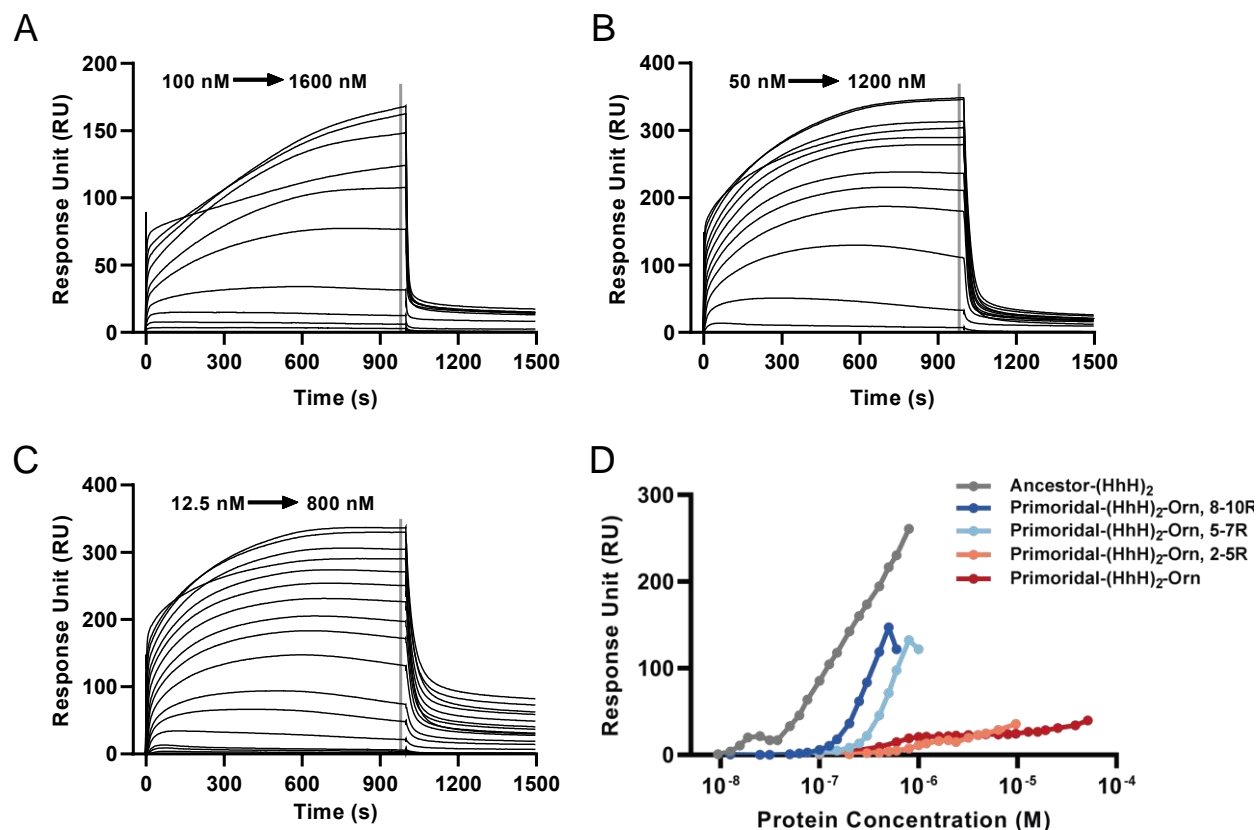 A
200
150
100
50
0
Response Unit (RU)
100 nM → 1600 nM
0 300 600 900 1200 1500
Time (s)
B
400
300
200
100
0
Response Unit (RU)
50 nM → 1200 nM
0 300 600 900 1200 1500
Time (s)
C
400
300
200
100
0
Response Unit (RU)
12.5 nM → 800 nM
0 300 600 900 1200 1500
Time (s)
D
300
200
100
0
Response Unit (RU)
Ancestor-(HhH)₂
Primoridal-(HhH)₂-Orn, 8-10R
Primoridal-(HhH)₂-Orn, 5-7R
Primoridal-(HhH)₂-Orn, 2-5R
Primoridal-(HhH)₂-Orn
10⁻⁸ 10⁻⁷ 10⁻⁶ 10⁻⁵ 10⁻⁴
Protein Concentration (M)